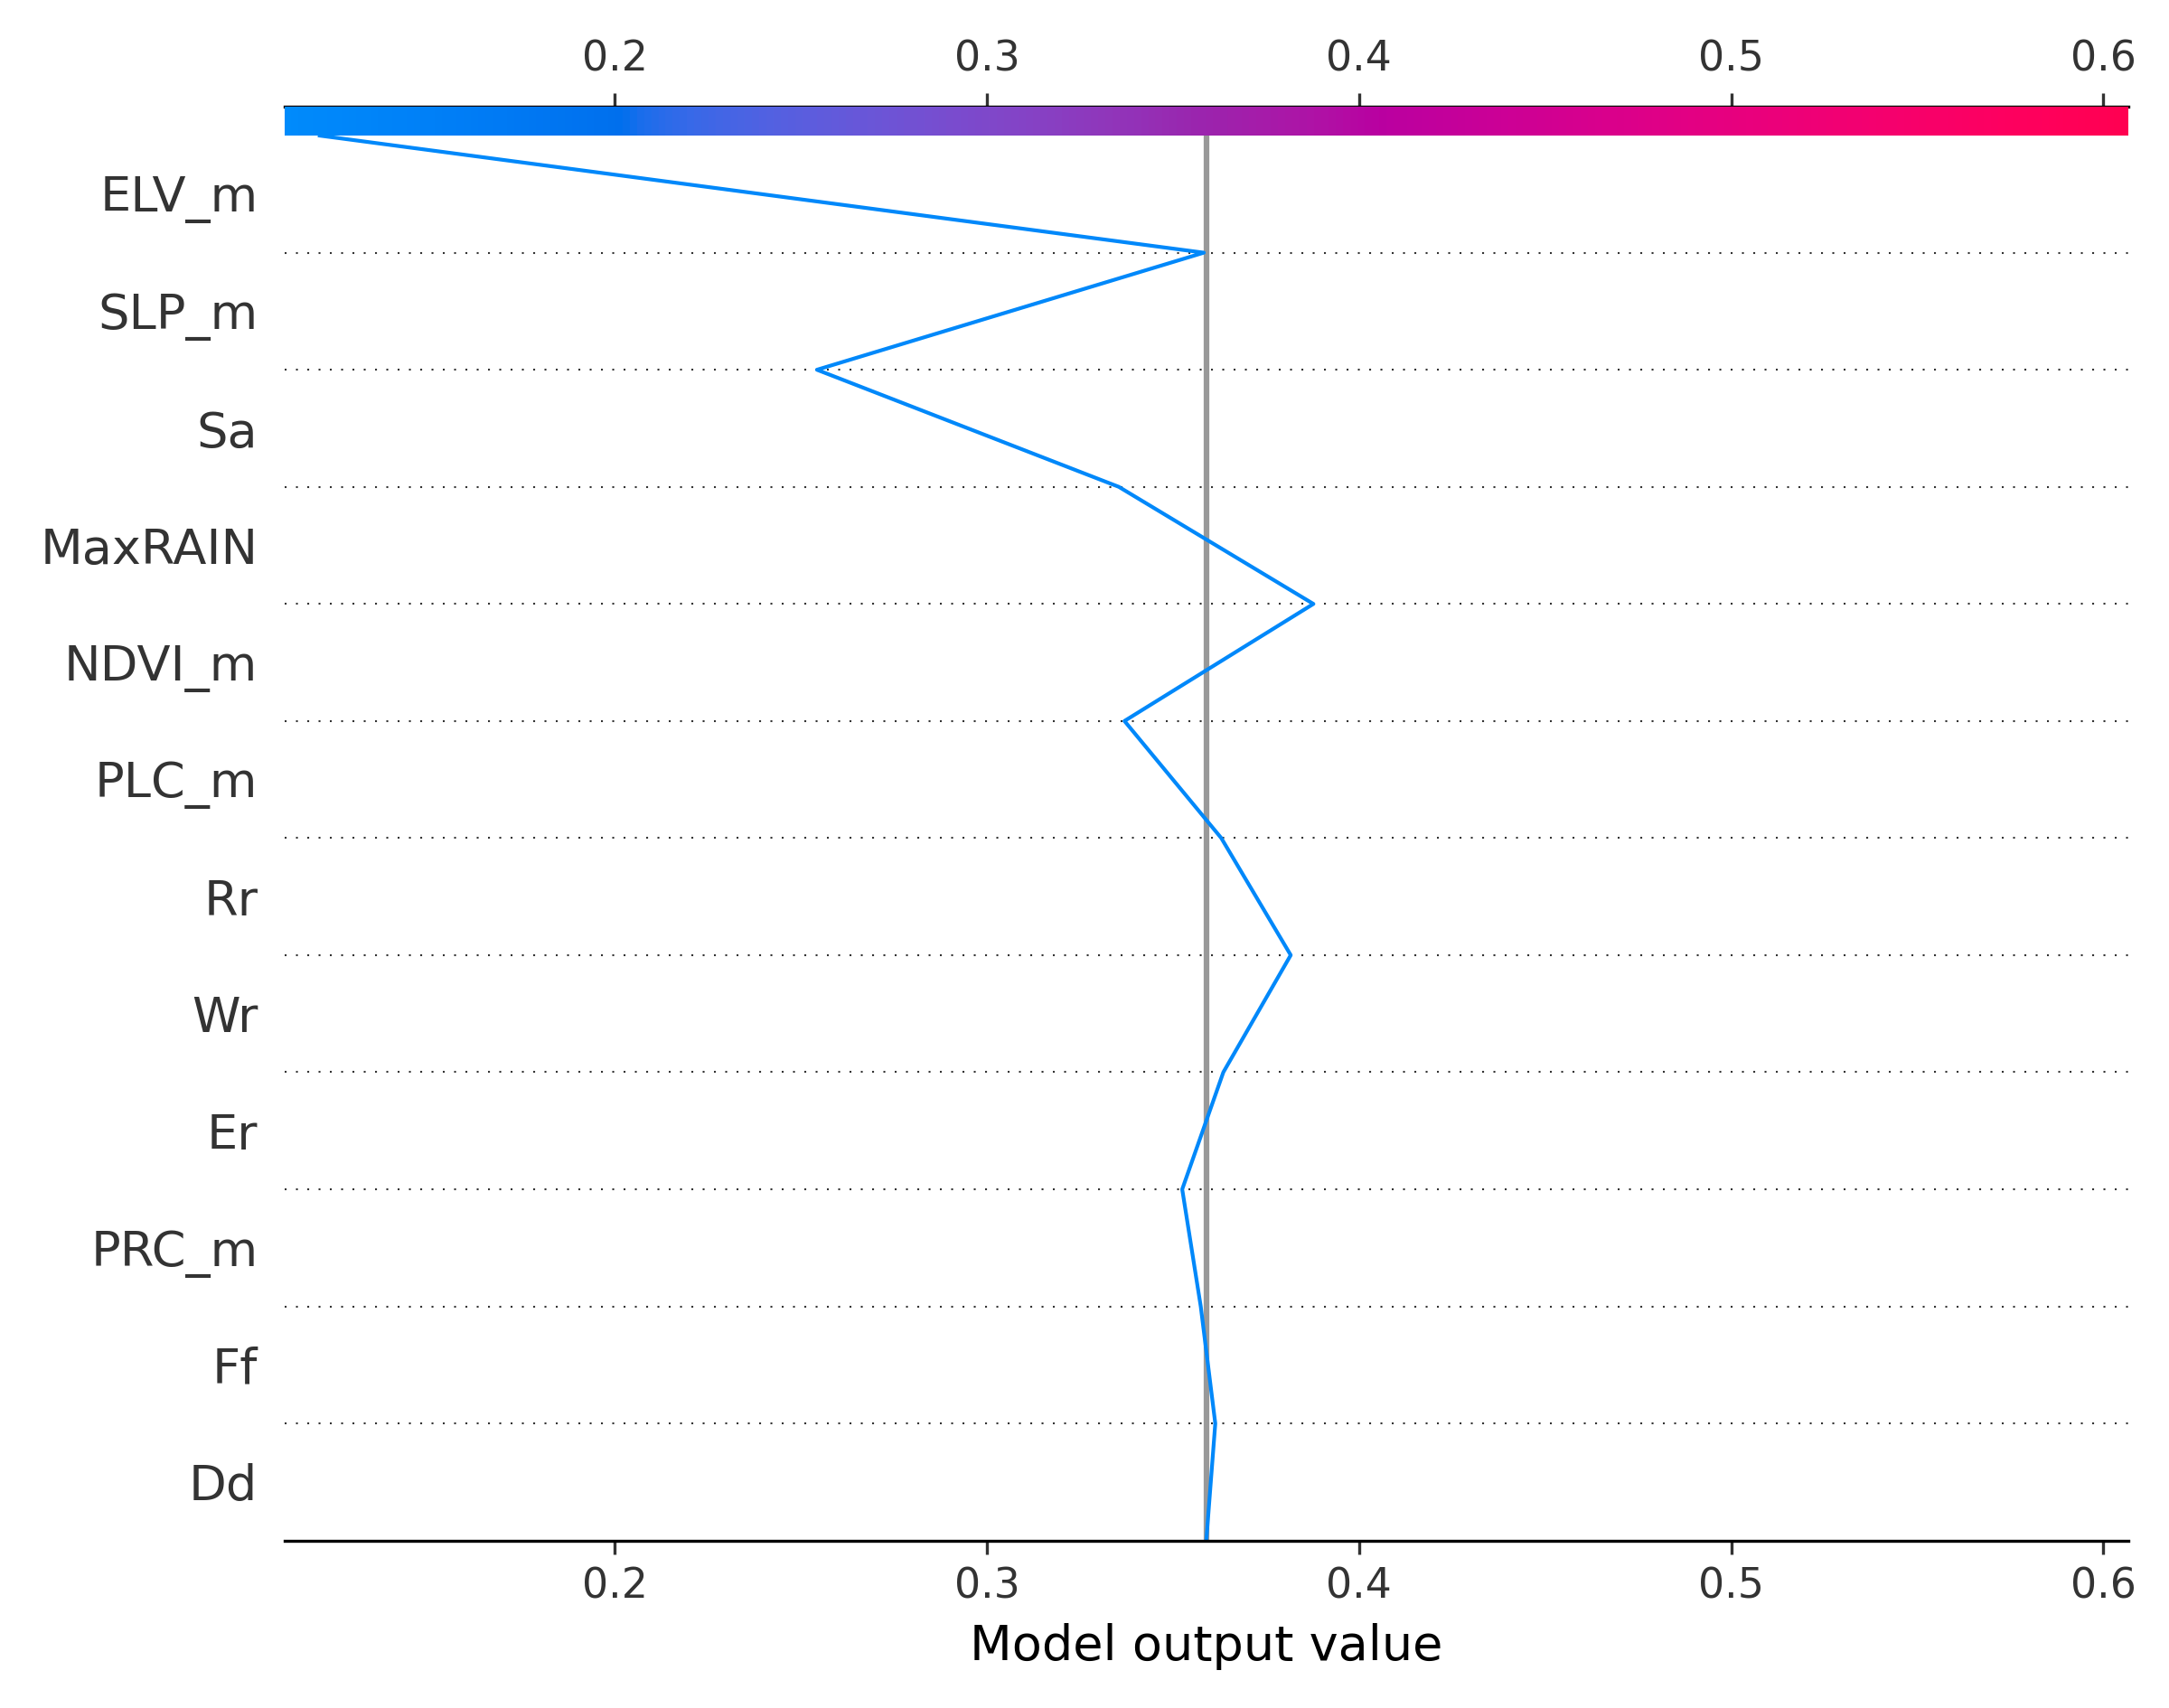 0.2 0.3 0.4 0.5 0.6
ELV_m
SLP_m
Sa
MaxRAIN
NDVI_m
PLC_m
Rr
Wr
Er
PRC_m
Ff
Dd
0.2 0.3 0.4 0.5 0.6
Model output value